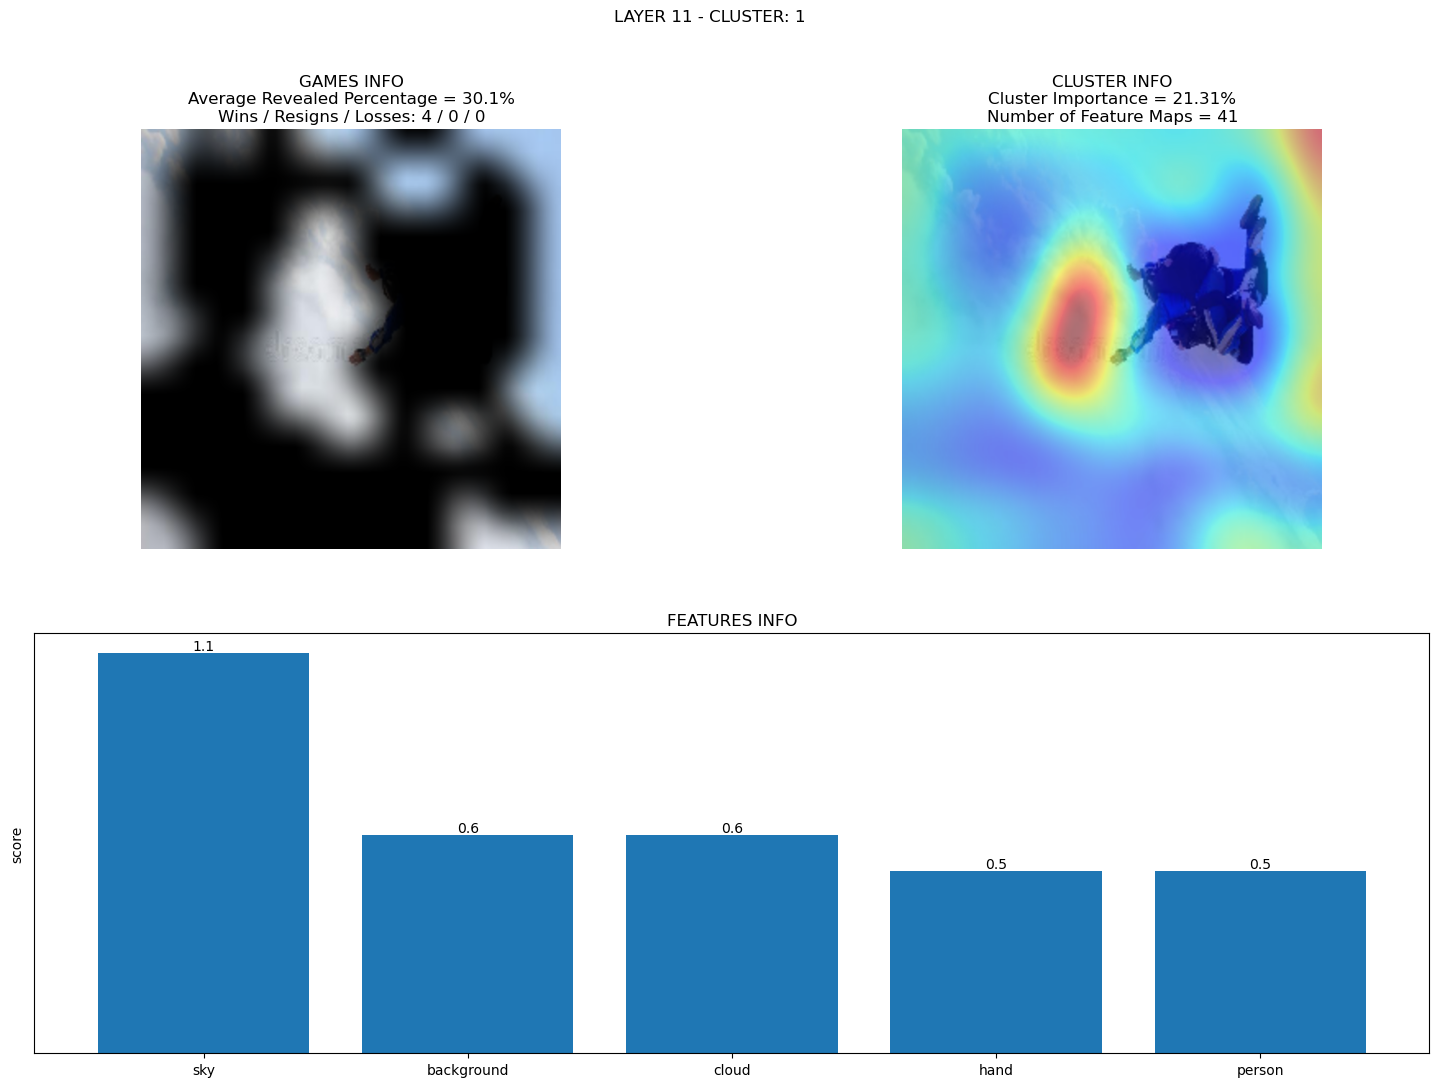 LAYER 11 - CLUSTER: 1
GAMES INFO
Average Revealed Percentage = 30.1%
Wins / Resigns / Losses: 4 / 0 / 0
CLUSTER INFO
Cluster Importance = 21.31%
Number of Feature Maps = 41
FEATURES INFO
score
1.1
0.6
0.6
0.5
0.5
sky
background
cloud
hand
person